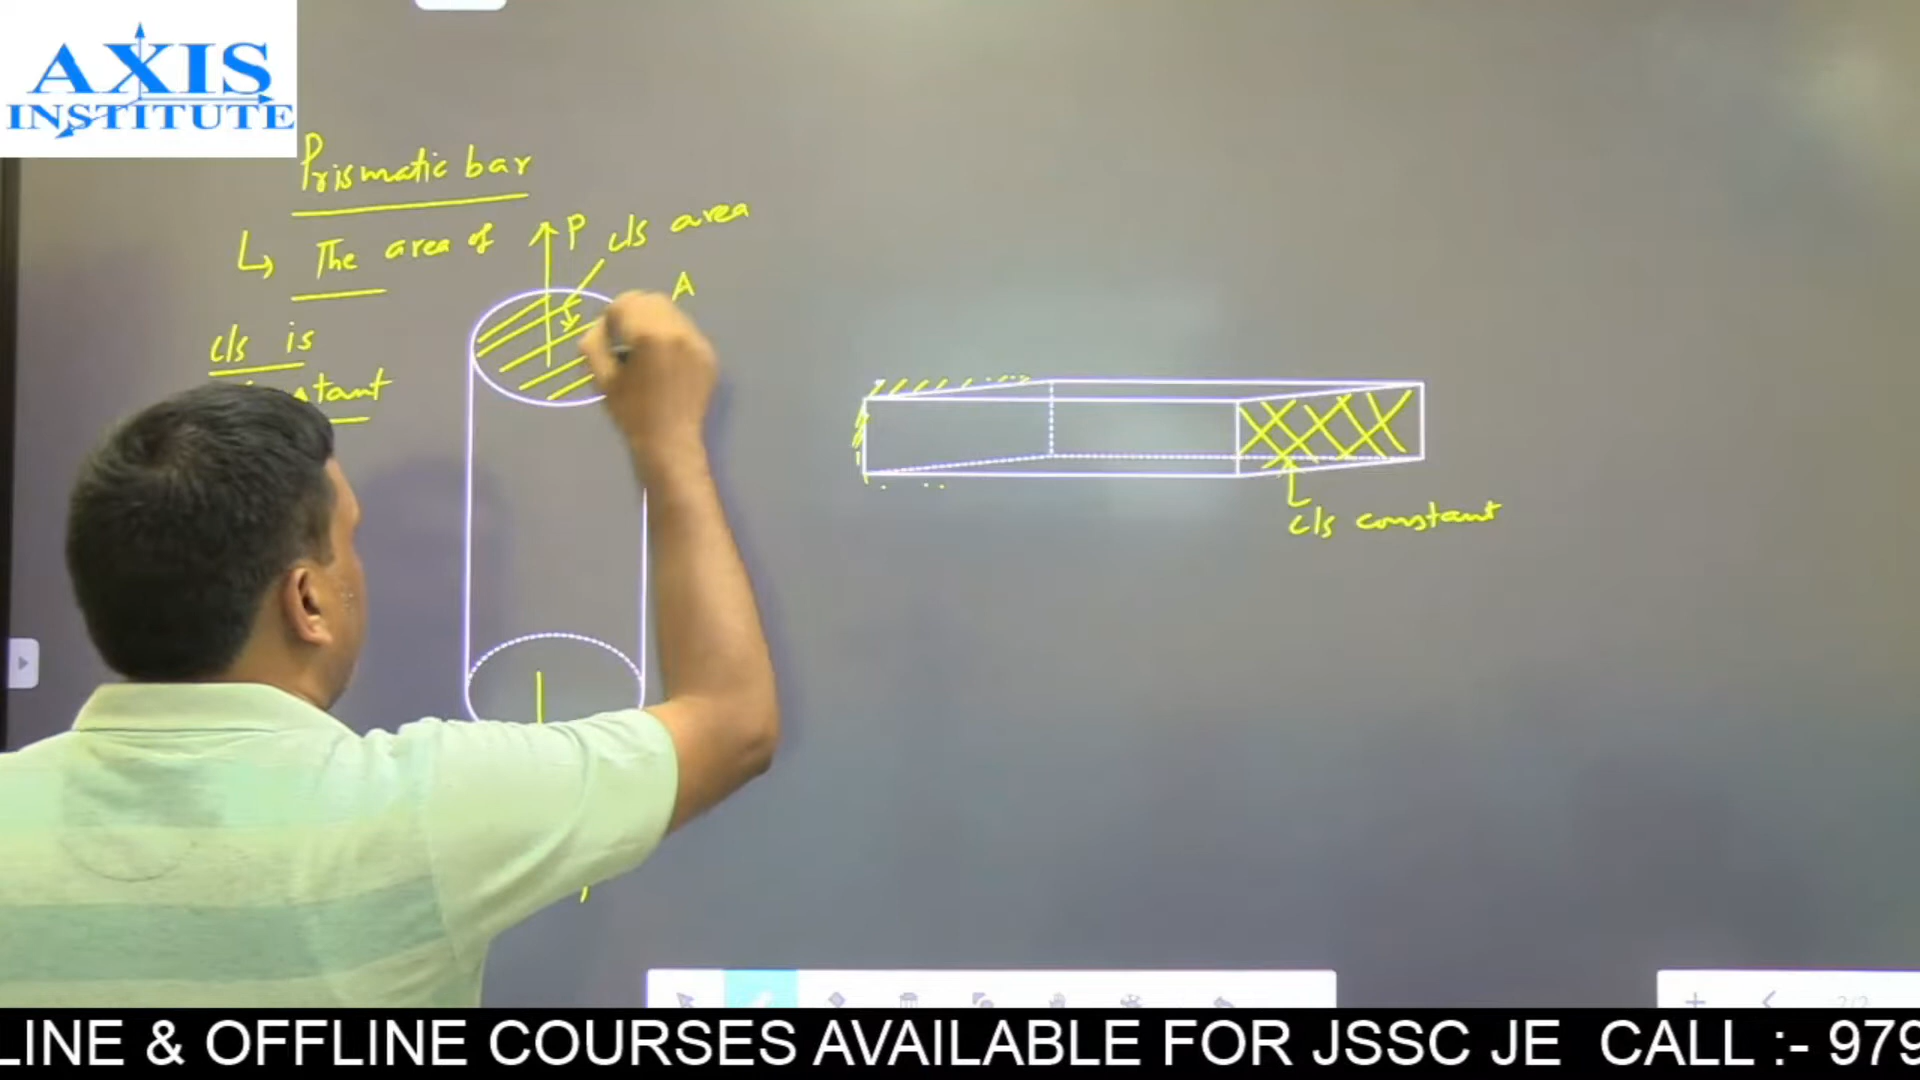 AXIS
INSTITUTE
Prismatic bar
↳ The area of
c/s is
P
c/s area
A
c/s constant
LINE & OFFLINE COURSES AVAILABLE FOR JSSC JE CALL :- 979